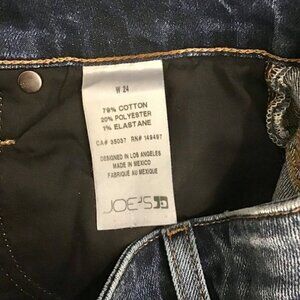 W 24
79% COTTON
20% POLYESTER
1% ELASTANE
CA# 35037 RN# 149497
DESIGNED IN LOS ANGELES
MADE IN MEXICO
FABRIQUÉ AU MEXIQUE
JOE'S